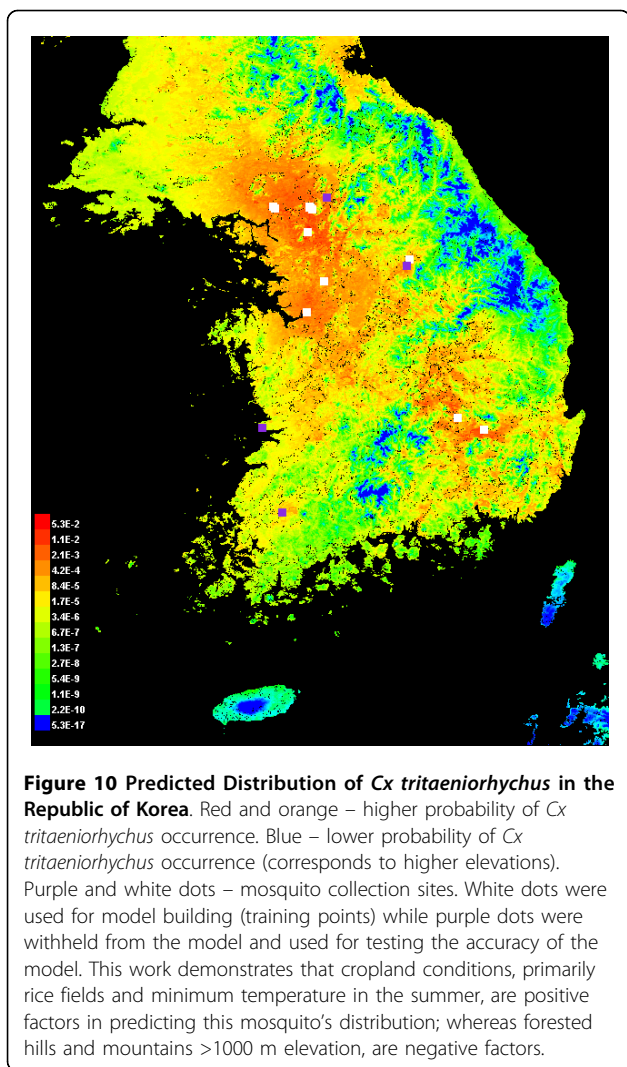 5.3E-2
1.1E-2
2.1E-3
4.2E-4
8.4E-5
1.7E-5
3.4E-6
6.7E-7
1.3E-7
2.7E-8
5.4E-9
1.1E-9
2.2E-10
5.3E-17
Figure 10 Predicted Distribution of Cx tritaeniorhychus in the
Republic of Korea. Red and orange – higher probability of Cx
tritaeniorhychus occurrence. Blue – lower probability of Cx
tritaeniorhychus occurrence (corresponds to higher elevations).
Purple and white dots – mosquito collection sites. White dots were
used for model building (training points) while purple dots were
withheld from the model and used for testing the accuracy of the
model. This work demonstrates that cropland conditions, primarily
rice fields and minimum temperature in the summer, are positive
factors in predicting this mosquito's distribution; whereas forested
hills and mountains >1000 m elevation, are negative factors.